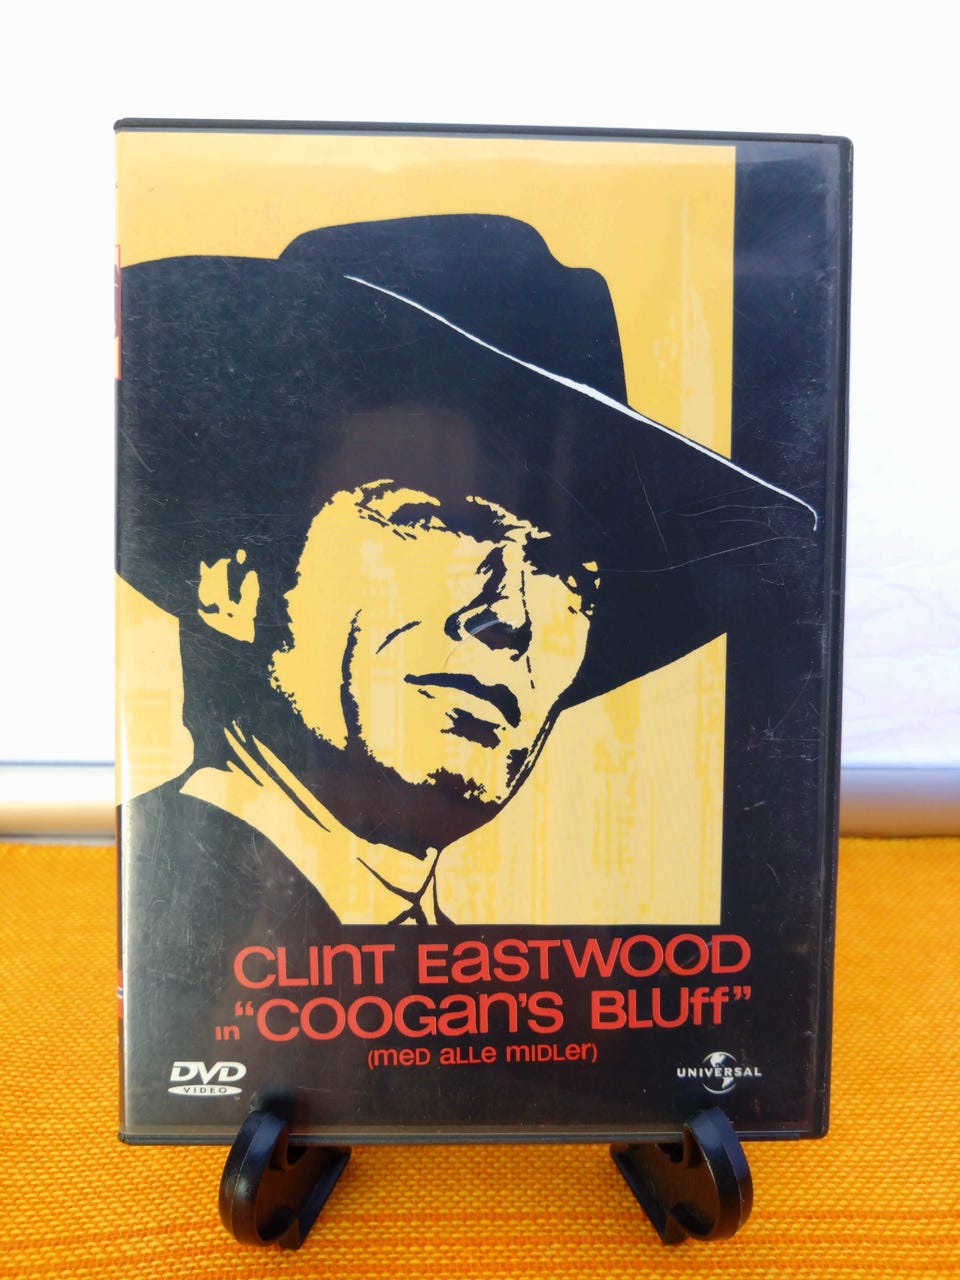 CLINT EASTWOOD
in "COOGan'S BLUff"
(meD aLLe miDLer)
DVD
VIDEO
UNIVERSAL